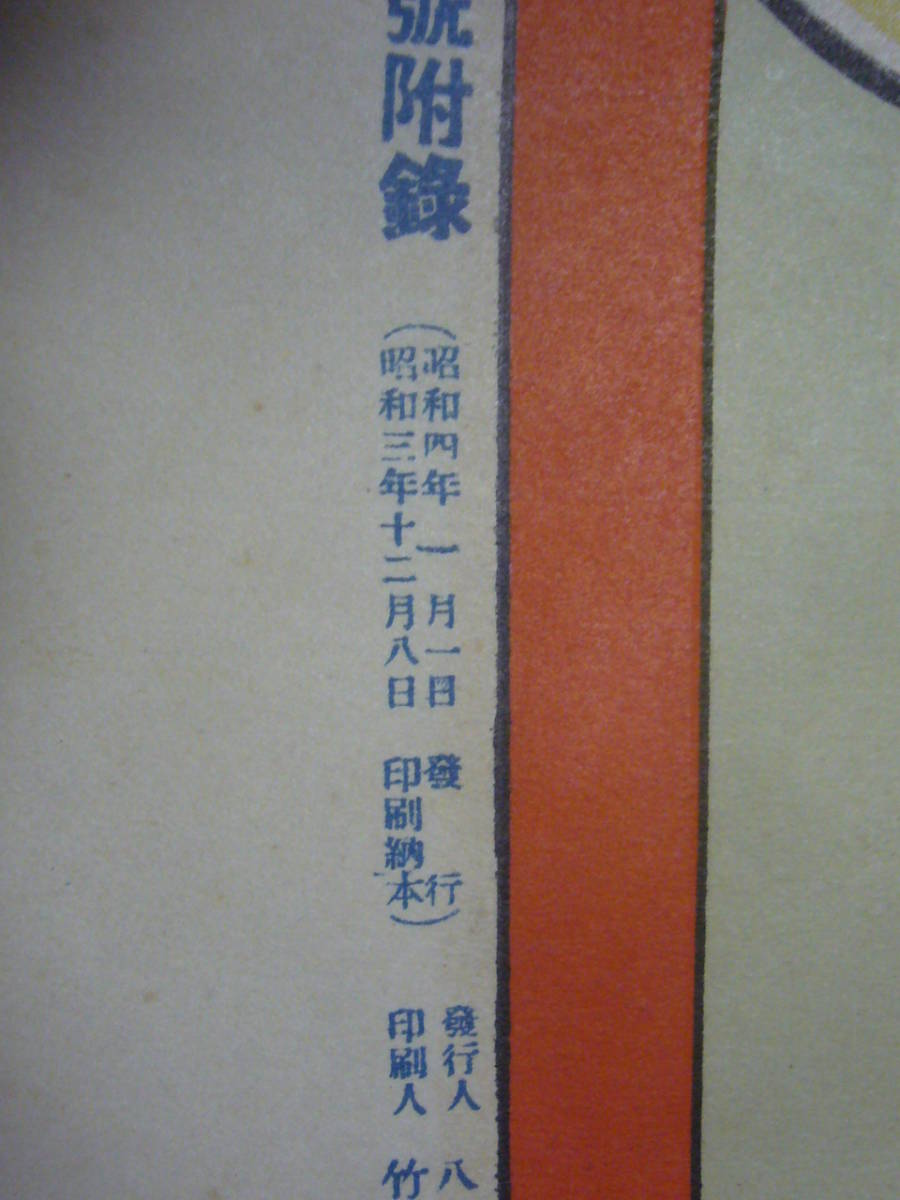 號附錄
(昭和四年一月一日發行
昭和三年十二月八日印刷納本)
發行人 八
印刷人 竹